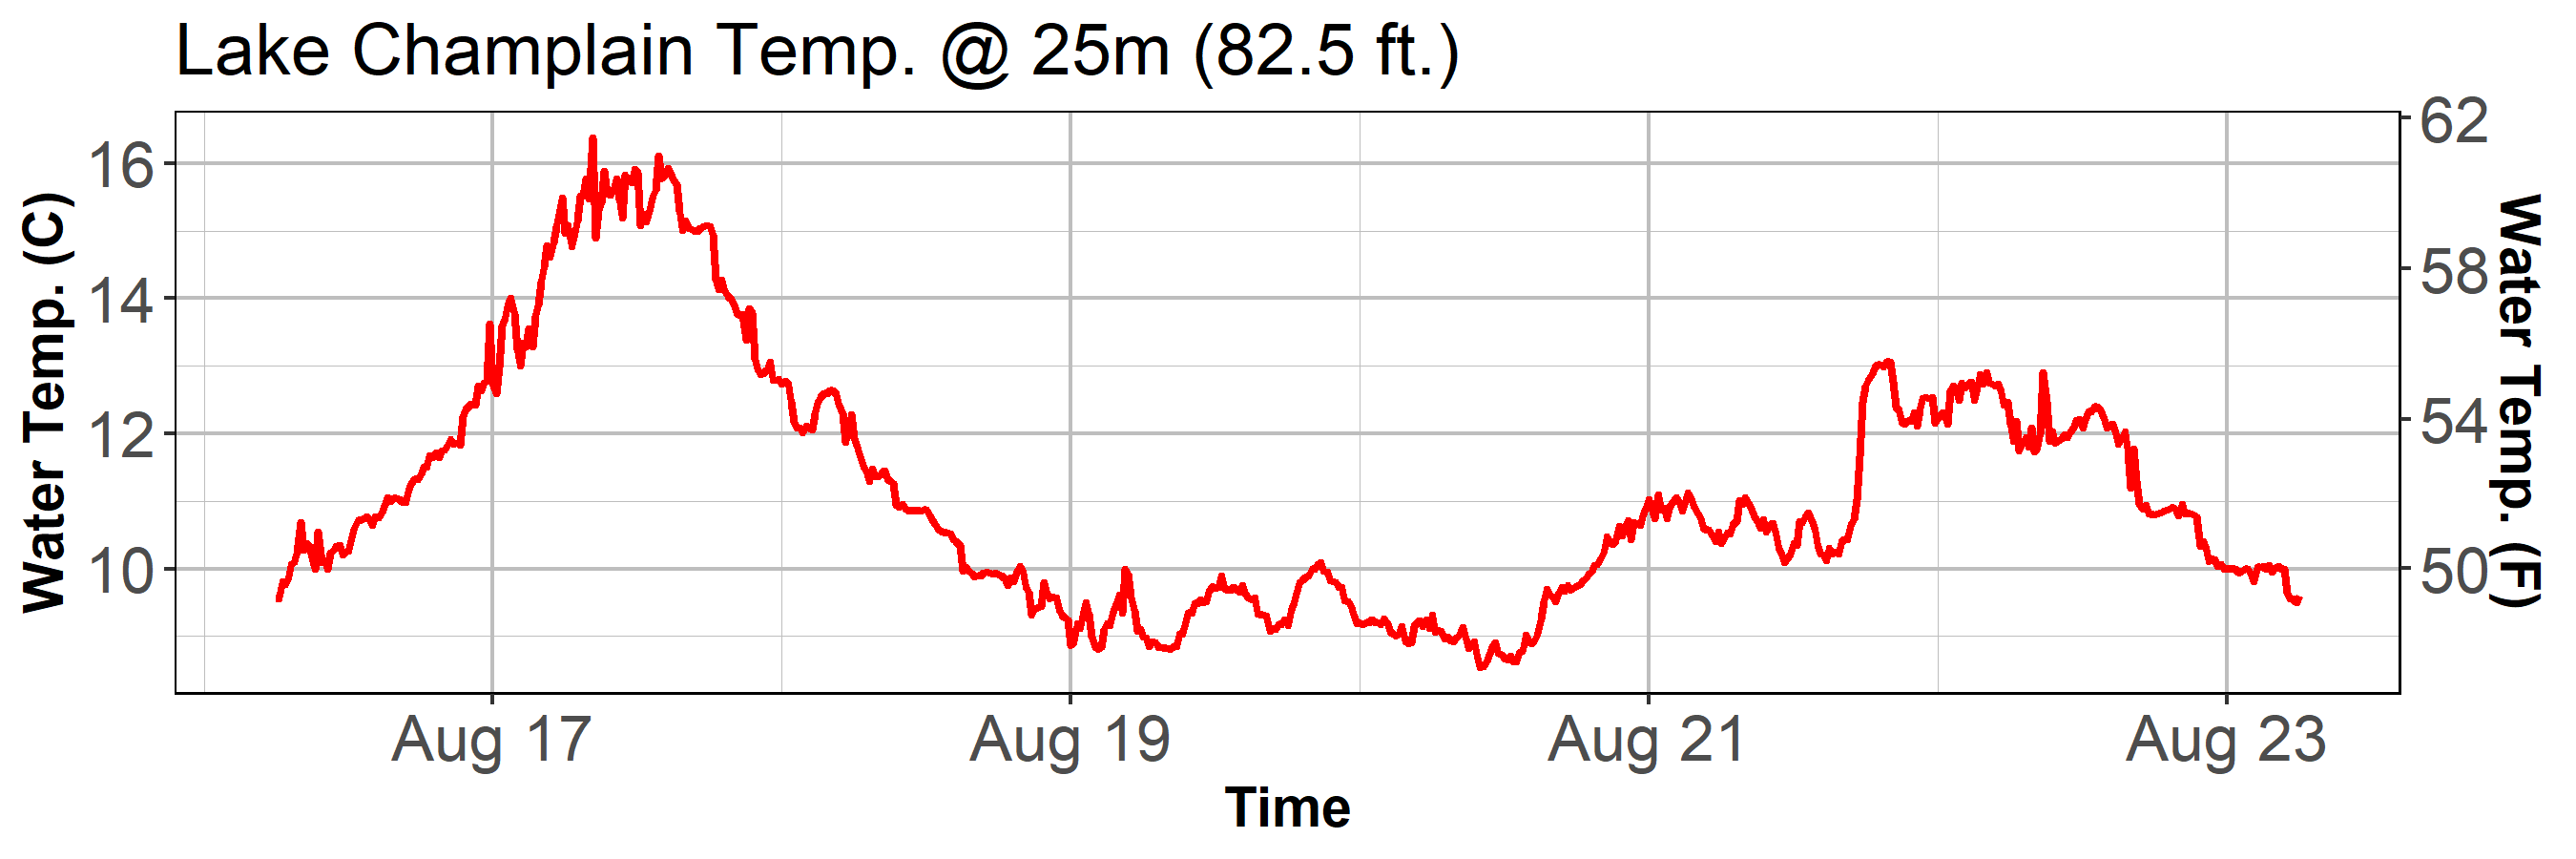 Lake Champlain Temp. @ 25m (82.5 ft.)
Water Temp. (C)
16
14
12
10
62
58
54
50
Water Temp. (F)
Aug 17 Aug 19 Aug 21 Aug 23
Time